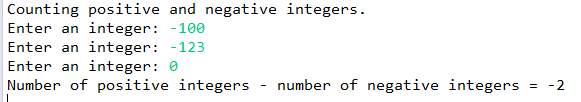 Counting positive and negative integers.
Enter an integer: -100
Enter an integer: -123
Enter an integer: 0
Number of positive integers - number of negative integers = -2